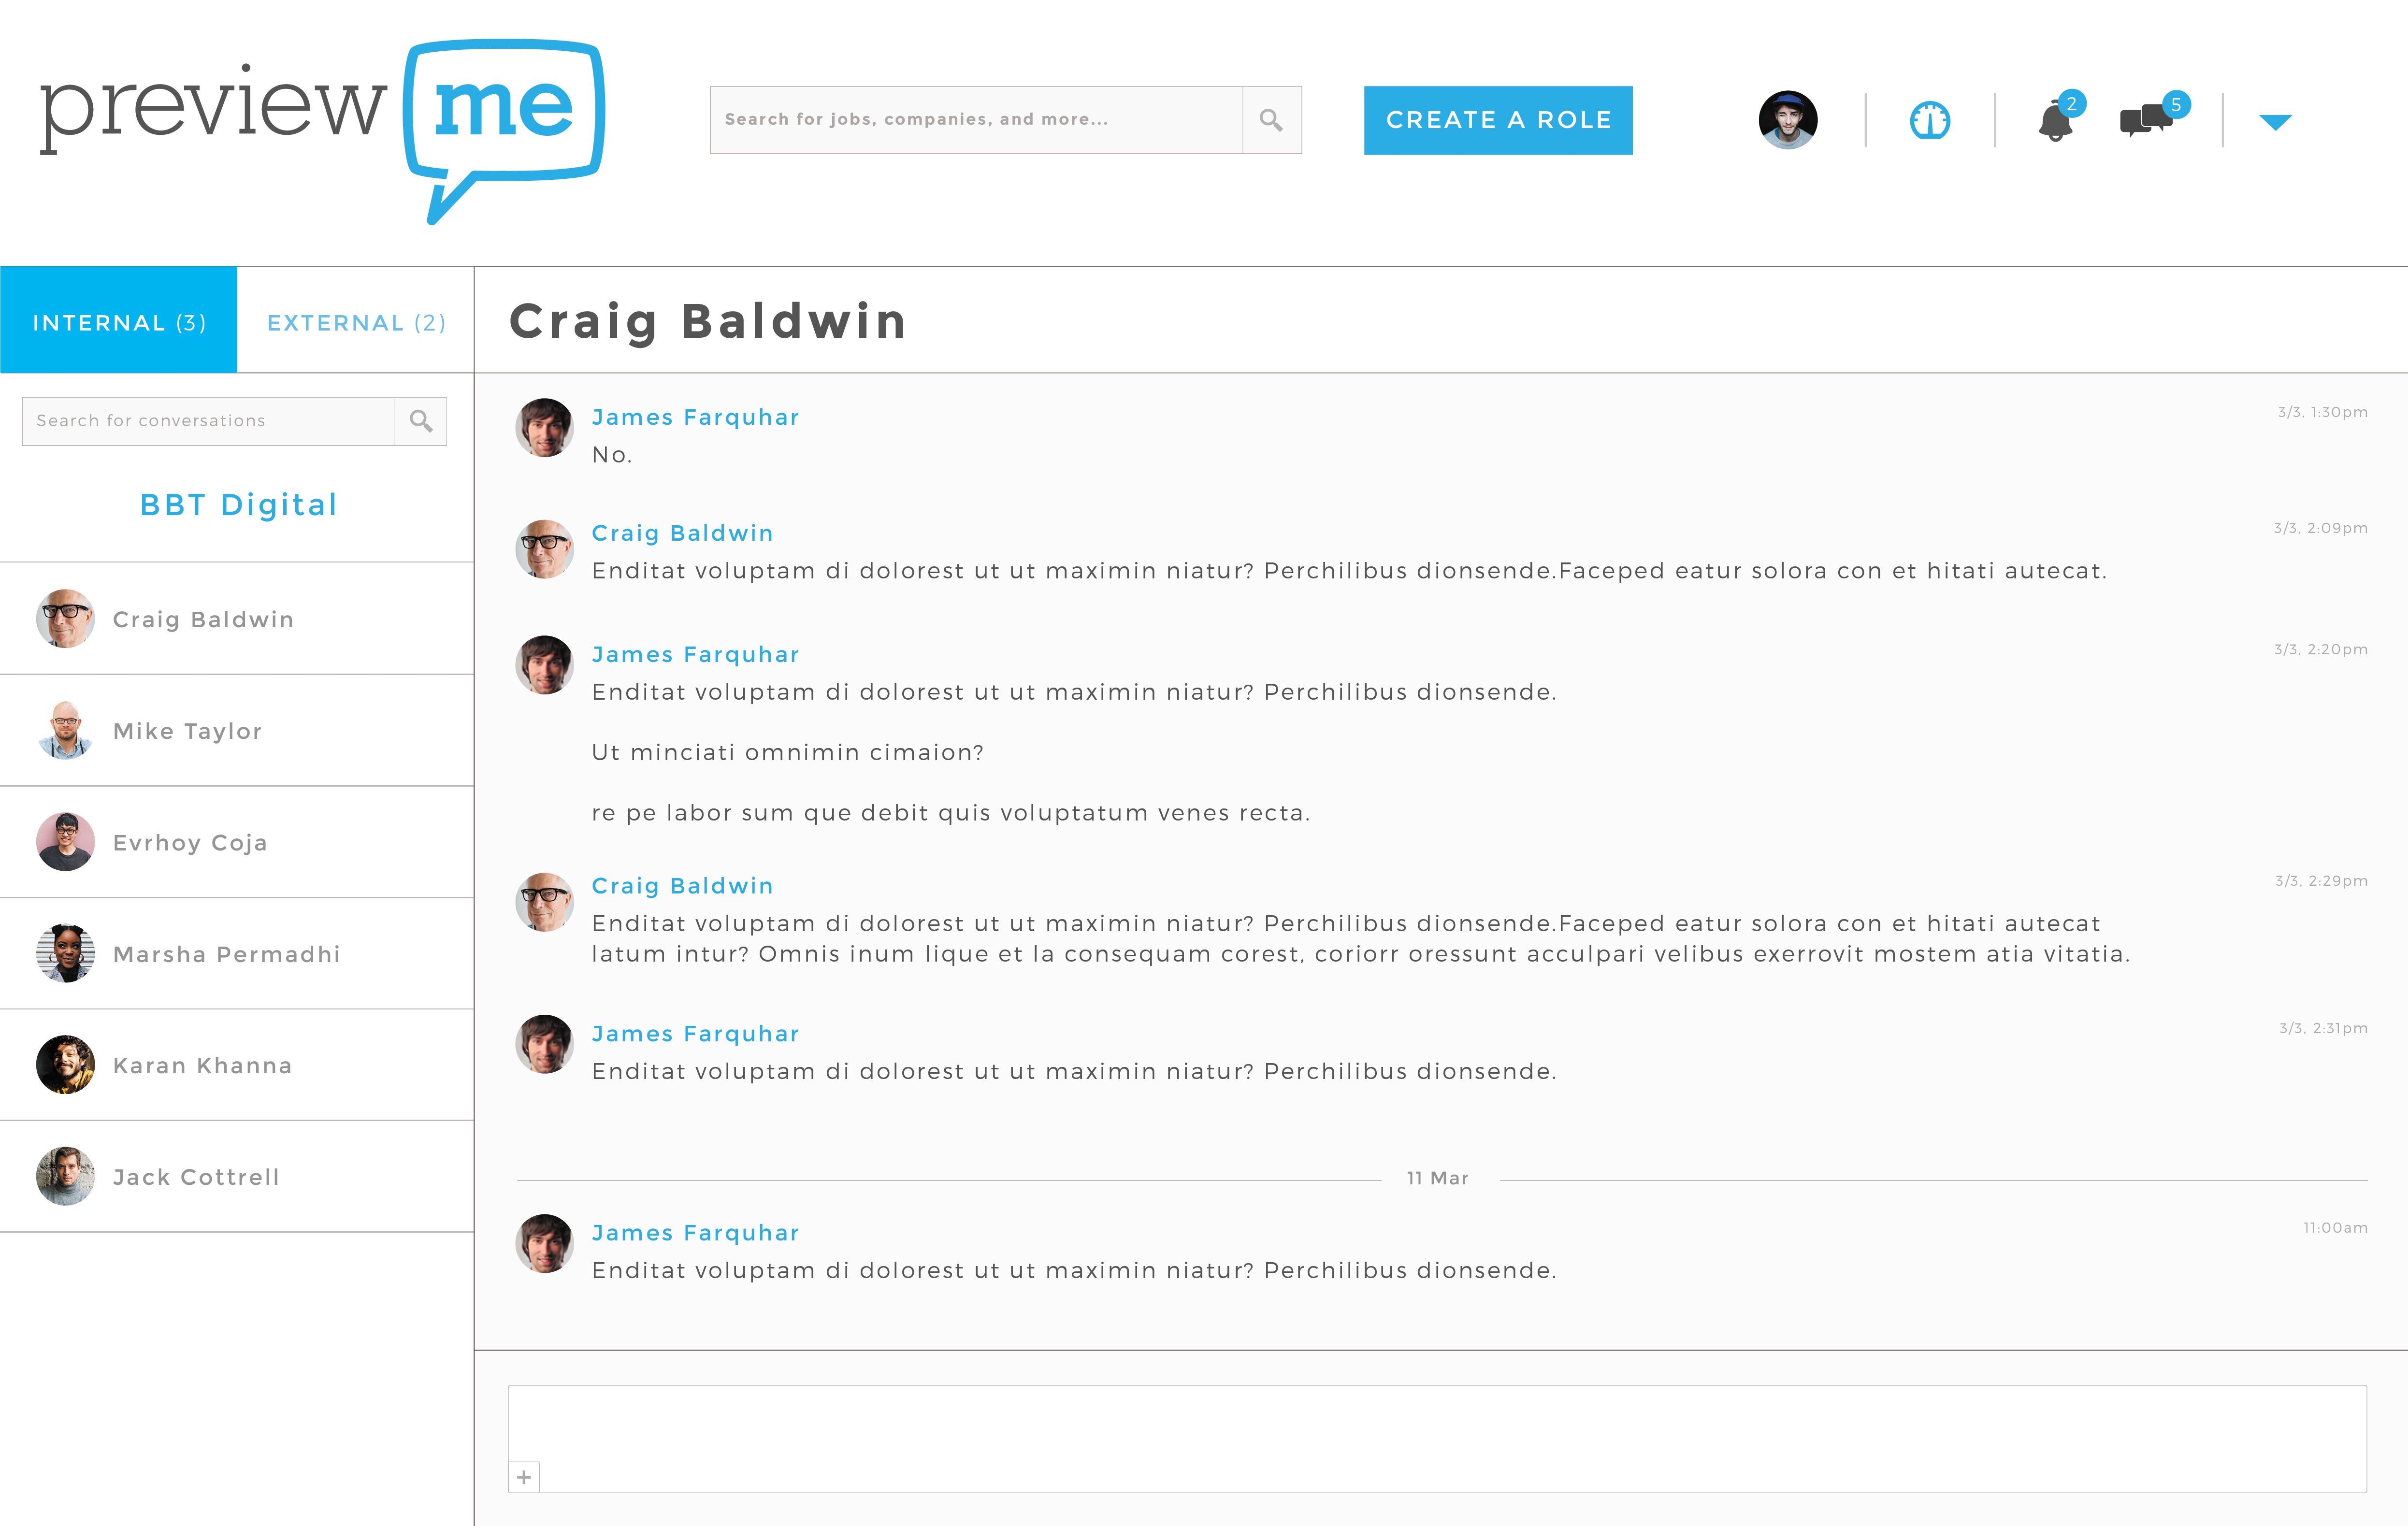 preview me
Search for jobs, companies, and more...
CREATE A ROLE
2
5
INTERNAL (3)
EXTERNAL (2)
Search for conversations
BBT Digital
Craig Baldwin
Mike Taylor
Evrhoy Coja
Marsha Permadhi
Karan Khanna
Jack Cottrell
Craig Baldwin
James Farquhar
3/3, 1:30pm
No.
Craig Baldwin
3/3, 2:09pm
Enditat voluptam di dolorest ut ut maximin niatur? Perchilibus dionsende.Faceped eatur solora con et hitati autecat.
James Farquhar
3/3, 2:20pm
Enditat voluptam di dolorest ut ut maximin niatur? Perchilibus dionsende.
Ut minciati omnimin cimaion?
re pe labor sum que debit quis voluptatum venes recta.
Craig Baldwin
3/3, 2:29pm
Enditat voluptam di dolorest ut ut maximin niatur? Perchilibus dionsende.Faceped eatur solora con et hitati autecat
latum intur? Omnis inum lique et la consequam corest, coriorr oressunt acculpari velibus exerrovit mostem atia vitatia.
James Farquhar
3/3, 2:31pm
Enditat voluptam di dolorest ut ut maximin niatur? Perchilibus dionsende.
11 Mar
James Farquhar
11:00am
Enditat voluptam di dolorest ut ut maximin niatur? Perchilibus dionsende.
+